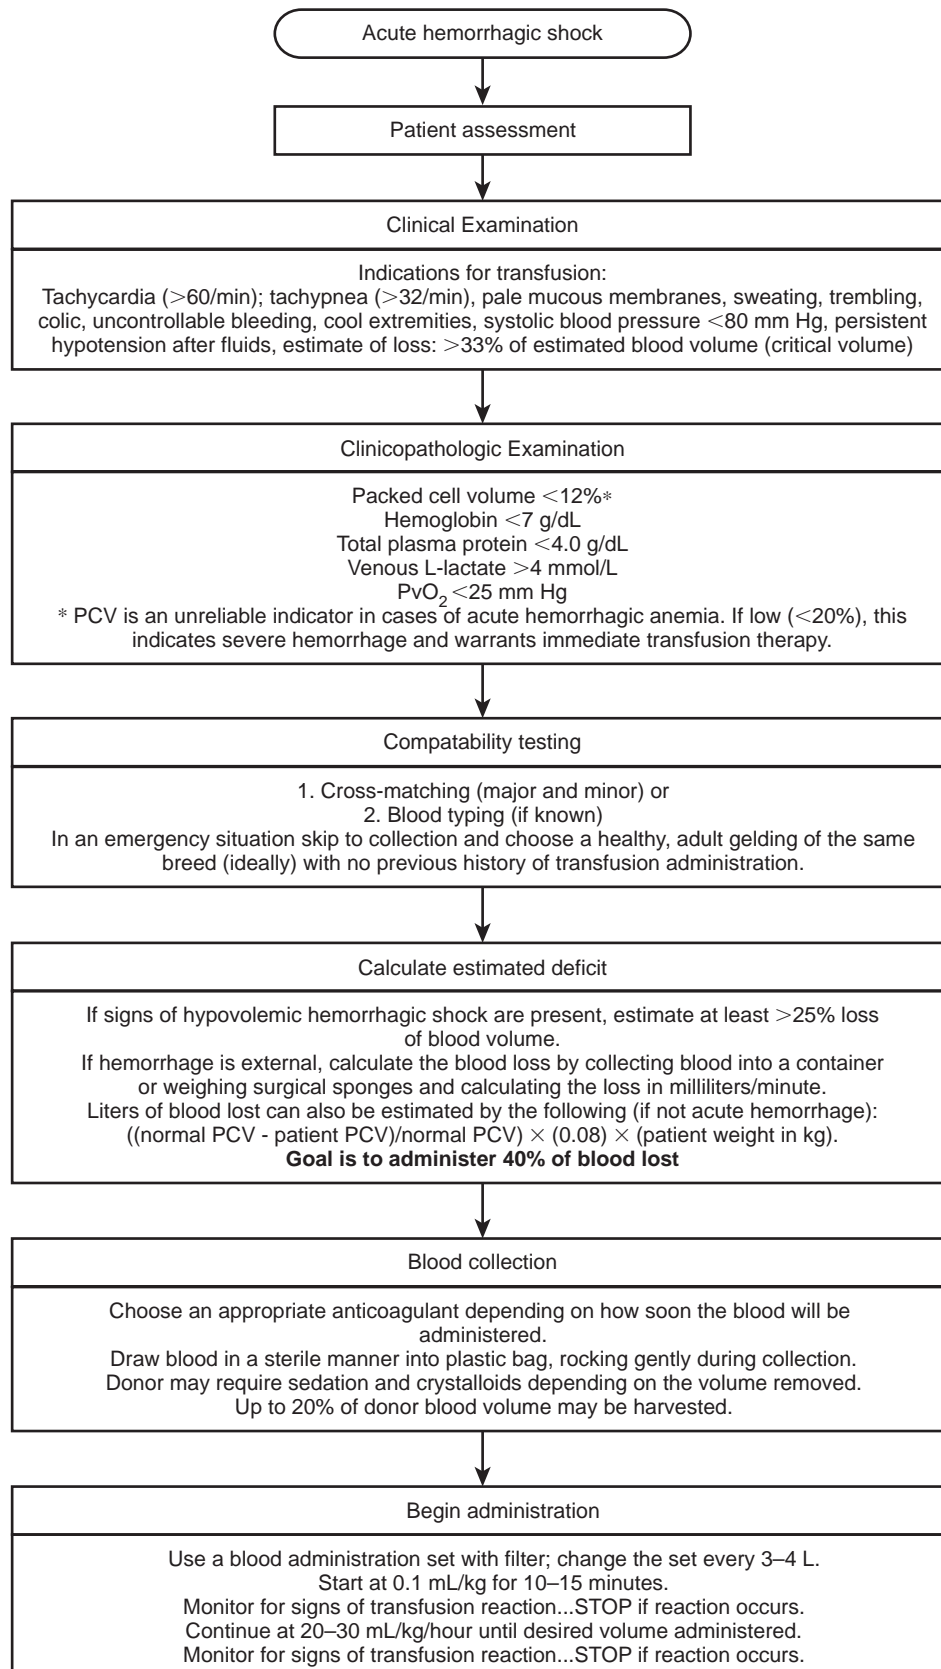 Acute hemorrhagic shock
Patient assessment
Clinical Examination
Indications for transfusion:
Tachycardia (>60/min); tachypnea (>32/min), pale mucous membranes, sweating, trembling,
colic, uncontrollable bleeding, cool extremities, systolic blood pressure <80 mm Hg, persistent
hypotension after fluids, estimate of loss: >33% of estimated blood volume (critical volume)
Clinicopathologic Examination
Packed cell volume <12%*
Hemoglobin <7 g/dL
Total plasma protein <4.0 g/dL
Venous L-lactate >4 mmol/L
PvO₂ <25 mm Hg
* PCV is an unreliable indicator in cases of acute hemorrhagic anemia. If low (<20%), this
indicates severe hemorrhage and warrants immediate transfusion therapy.
Compatability testing
1. Cross-matching (major and minor) or
2. Blood typing (if known)
In an emergency situation skip to collection and choose a healthy, adult gelding of the same
breed (ideally) with no previous history of transfusion administration.
Calculate estimated deficit
If signs of hypovolemic hemorrhagic shock are present, estimate at least >25% loss
of blood volume.
If hemorrhage is external, calculate the blood loss by collecting blood into a container
or weighing surgical sponges and calculating the loss in milliliters/minute.
Liters of blood lost can also be estimated by the following (if not acute hemorrhage):
((normal PCV - patient PCV)/normal PCV) × (0.08) × (patient weight in kg).
Goal is to administer 40% of blood lost
Blood collection
Choose an appropriate anticoagulant depending on how soon the blood will be
administered.
Draw blood in a sterile manner into plastic bag, rocking gently during collection.
Donor may require sedation and crystalloids depending on the volume removed.
Up to 20% of donor blood volume may be harvested.
Begin administration
Use a blood administration set with filter; change the set every 3–4 L.
Start at 0.1 mL/kg for 10–15 minutes.
Monitor for signs of transfusion reaction...STOP if reaction occurs.
Continue at 20–30 mL/kg/hour until desired volume administered.
Monitor for signs of transfusion reaction...STOP if reaction occurs.